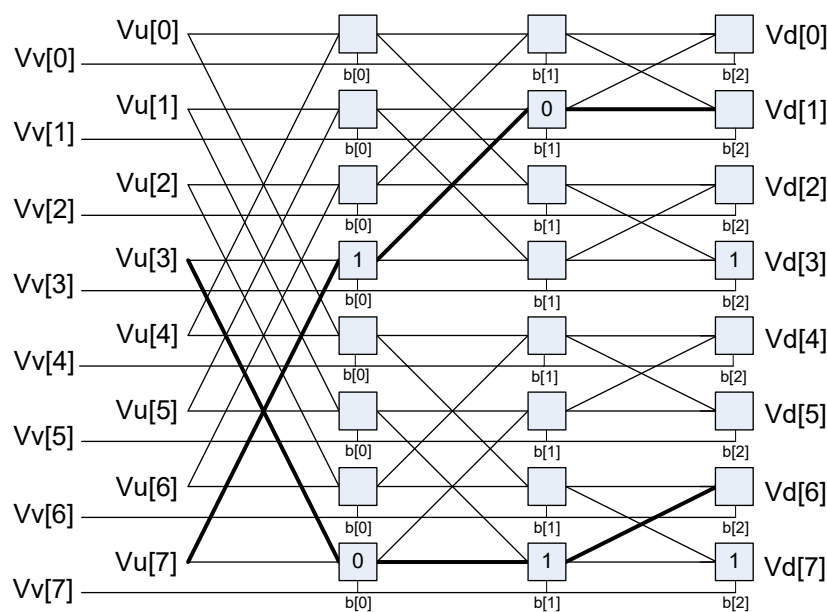 Vu[0] Vd[0]
Vv[0] b[0] b[1] b[2]
Vu[1] 0 Vd[1]
Vv[1] b[0] b[1] b[2]
Vu[2] Vd[2]
Vv[2] b[0] b[1] b[2]
Vu[3] 1 1 Vd[3]
Vv[3] b[0] b[1] b[2]
Vu[4] Vd[4]
Vv[4] b[0] b[1] b[2]
Vu[5] Vd[5]
Vv[5] b[0] b[1] b[2]
Vu[6] Vd[6]
Vv[6] b[0] b[1] b[2]
Vu[7] 0 1 1 Vd[7]
Vv[7] b[0] b[1] b[2]